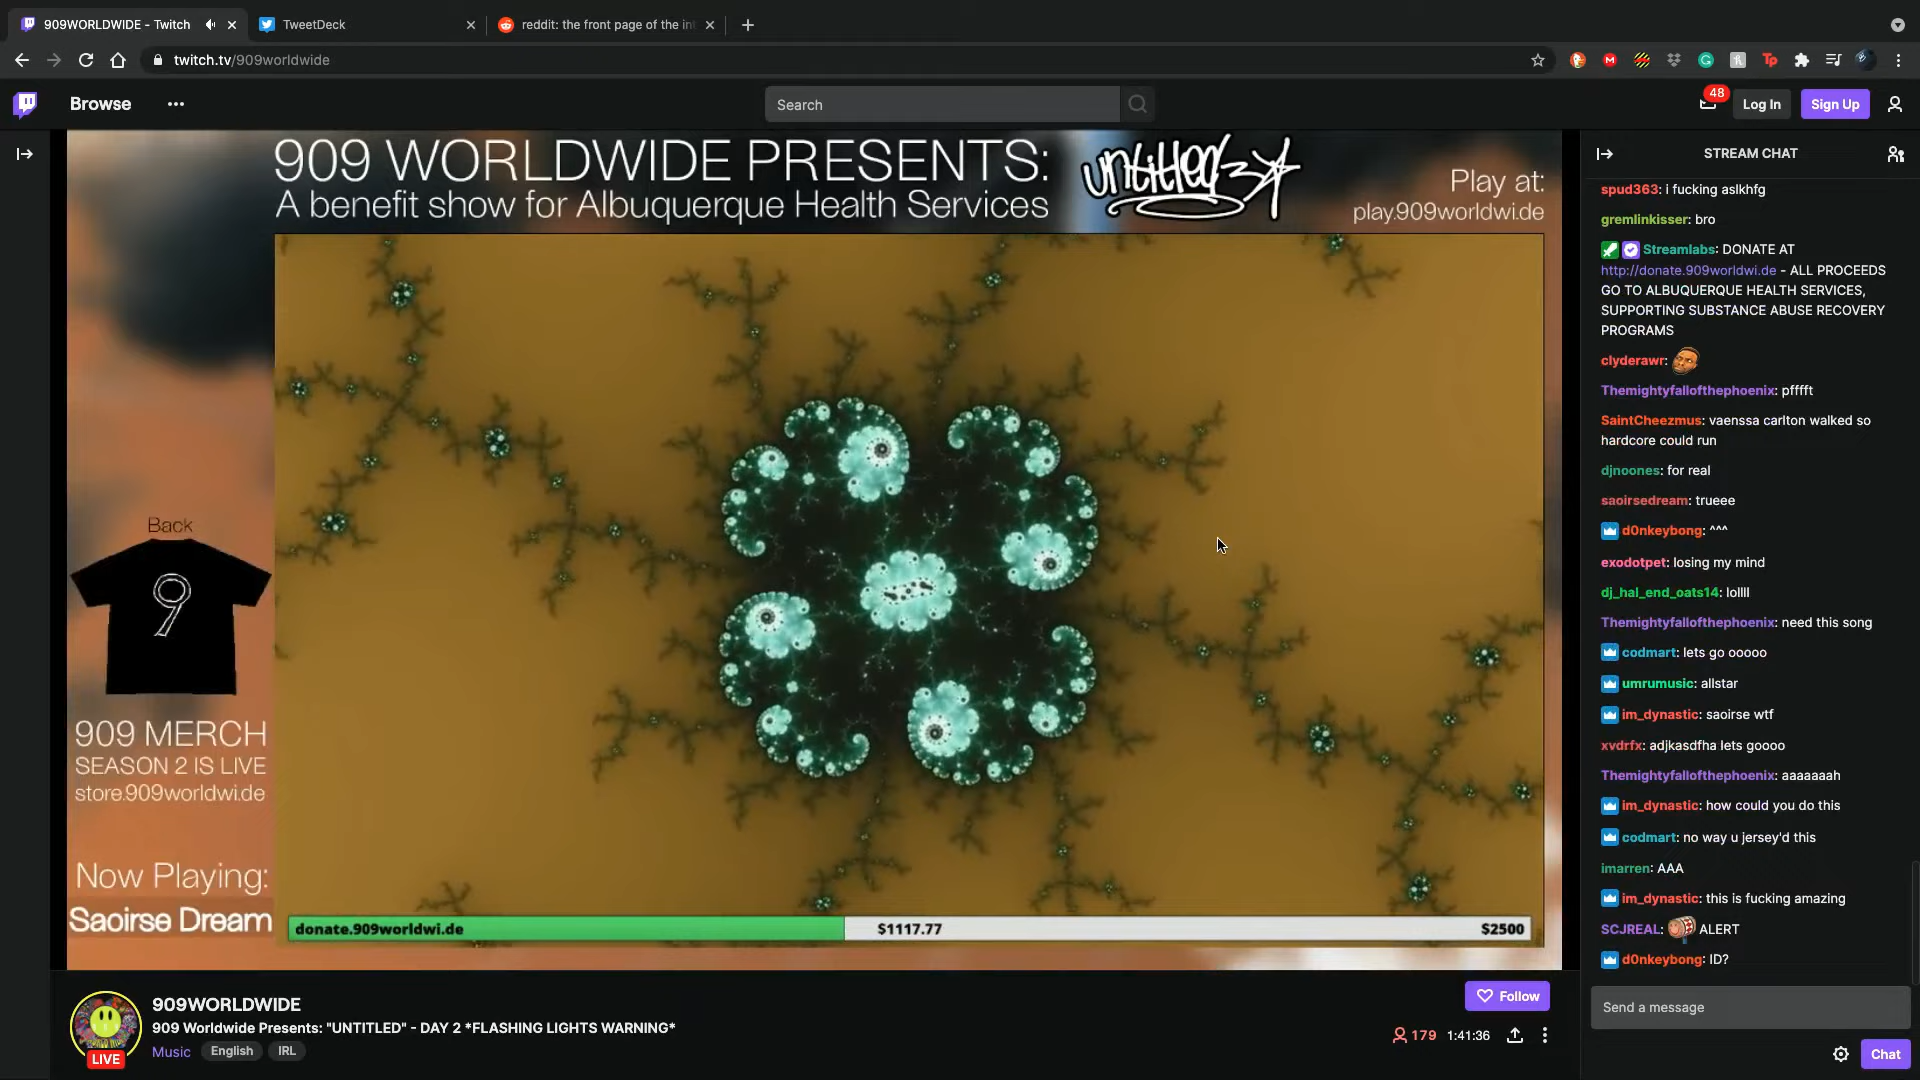 909WORLDWIDE - Twitch
TweetDeck
reddit: the front page of the in
twitch.tv/909worldwide
Browse
Search
48
Log In
Sign Up
909 WORLDWIDE PRESENTS:
A benefit show for Albuquerque Health Services
untitled
Play at:
play.909worldwi.de
Back
9
909 MERCH
SEASON 2 IS LIVE
store.909worldwi.de
Now Playing:
Saoirse Dream
donate.909worldwi.de
$1117.77
$2500
LIVE
909WORLDWIDE
909 Worldwide Presents: "UNTITLED" - DAY 2 *FLASHING LIGHTS WARNING*
Music
English
IRL
Follow
179
1:41:36
STREAM CHAT
spud363: i fucking aslkhfg
gremlinkisser: bro
Streamlabs: DONATE AT
http://donate.909worldwi.de - ALL PROCEEDS
GO TO ALBUQUERQUE HEALTH SERVICES,
SUPPORTING SUBSTANCE ABUSE RECOVERY
PROGRAMS
clyderawr:
Themightyfallofthephoenix: pfffft
SaintCheezmus: vaenssa carlton walked so
hardcore could run
djnoones: for real
saoirsedream: trueee
d0nkeybong: ^^^
exodotpet: losing my mind
dj_hal_end_oats14: lollll
Themightyfallofthephoenix: need this song
codmart: lets go ooooo
umrumusic: allstar
im_dynastic: saoirse wtf
xvdrfx: adjkasdfha lets goooo
Themightyfallofthephoenix: aaaaaaah
im_dynastic: how could you do this
codmart: no way u jersey'd this
imarren: AAA
im_dynastic: this is fucking amazing
SCJREAL: ALERT
d0nkeybong: ID?
Send a message
Chat